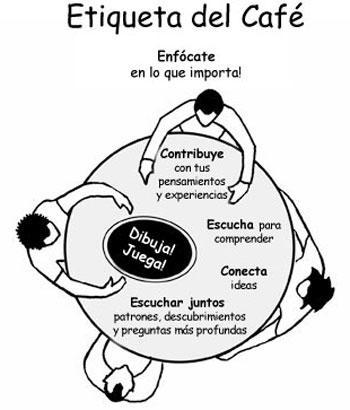 Etiqueta del Café
Enfócate
en lo que importa!
Contribuye
con tus
pensamientos
y experiencias
Escucha para
comprender
Dibuja!
Juega!
Conecta
ideas
Escuchar juntos
patrones, descubrimientos
y preguntas más profundas